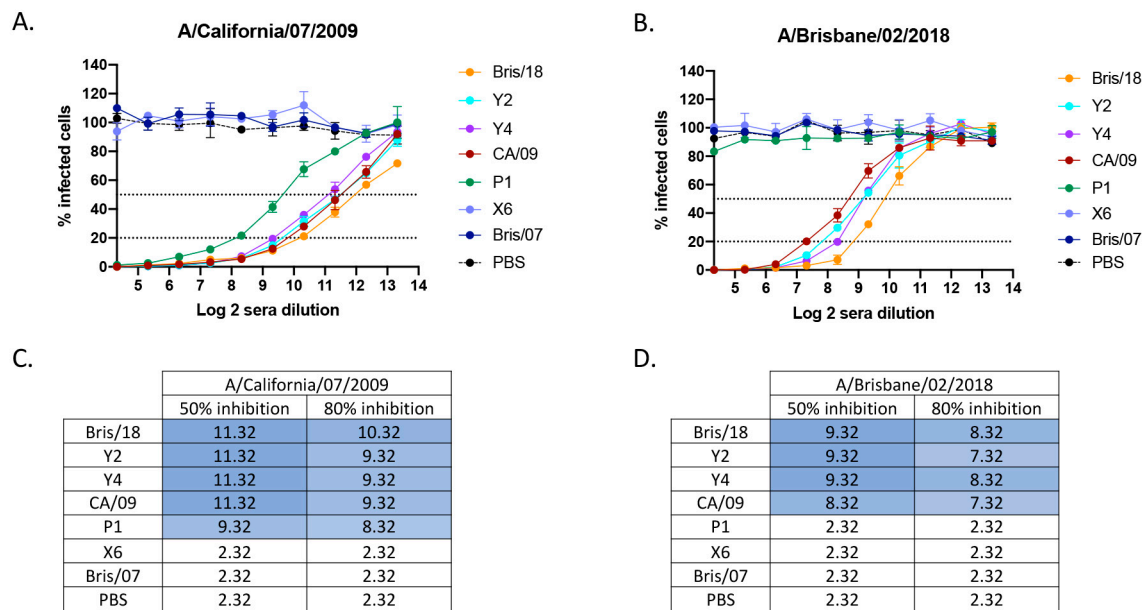 A.
A/California/07/2009
% infected cells
140
120
100
80
60
40
20
0
5 6 7 8 9 10 11 12 13 14
Log 2 sera dilution
Bris/18
Y2
Y4
CA/09
P1
X6
Bris/07
PBS
B.
A/Brisbane/02/2018
% infected cells
140
120
100
80
60
40
20
0
5 6 7 8 9 10 11 12 13 14
Log 2 sera dilution
Bris/18
Y2
Y4
CA/09
P1
X6
Bris/07
PBS
C.
A/California/07/2009
50% inhibition 80% inhibition
Bris/18 11.32 10.32
Y2 11.32 9.32
Y4 11.32 9.32
CA/09 11.32 9.32
P1 9.32 8.32
X6 2.32 2.32
Bris/07 2.32 2.32
PBS 2.32 2.32
D.
A/Brisbane/02/2018
50% inhibition 80% inhibition
Bris/18 9.32 8.32
Y2 9.32 7.32
Y4 9.32 8.32
CA/09 8.32 7.32
P1 2.32 2.32
X6 2.32 2.32
Bris/07 2.32 2.32
PBS 2.32 2.32